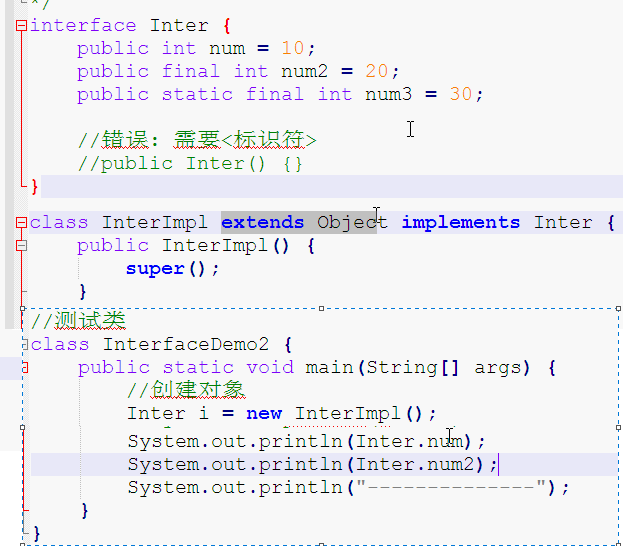 */
interface Inter {
public int num = 10;
public final int num2 = 20;
public static final int num3 = 30;
//错误: 需要<标识符>
//public Inter() {}
}
class InterImpl extends Object implements Inter {
public InterImpl() {
super();
}
//测试类
class InterfaceDemo2 {
public static void main(String[] args) {
//创建对象
Inter i = new InterImpl();
System.out.println(Inter.num);
System.out.println(Inter.num2);
System.out.println("--------------");
}
}